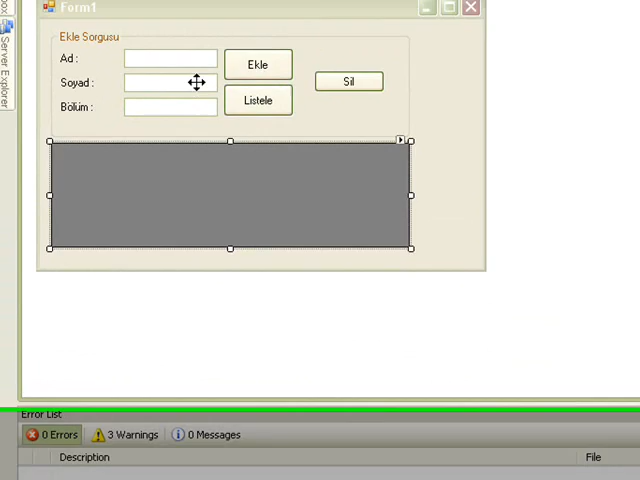 Form1
Ekle Sorgusu
Ad :
Soyad :
Bölüm :
Ekle
Listele
Sil
Server Explorer
Error List
0 Errors
3 Warnings
0 Messages
Description
File